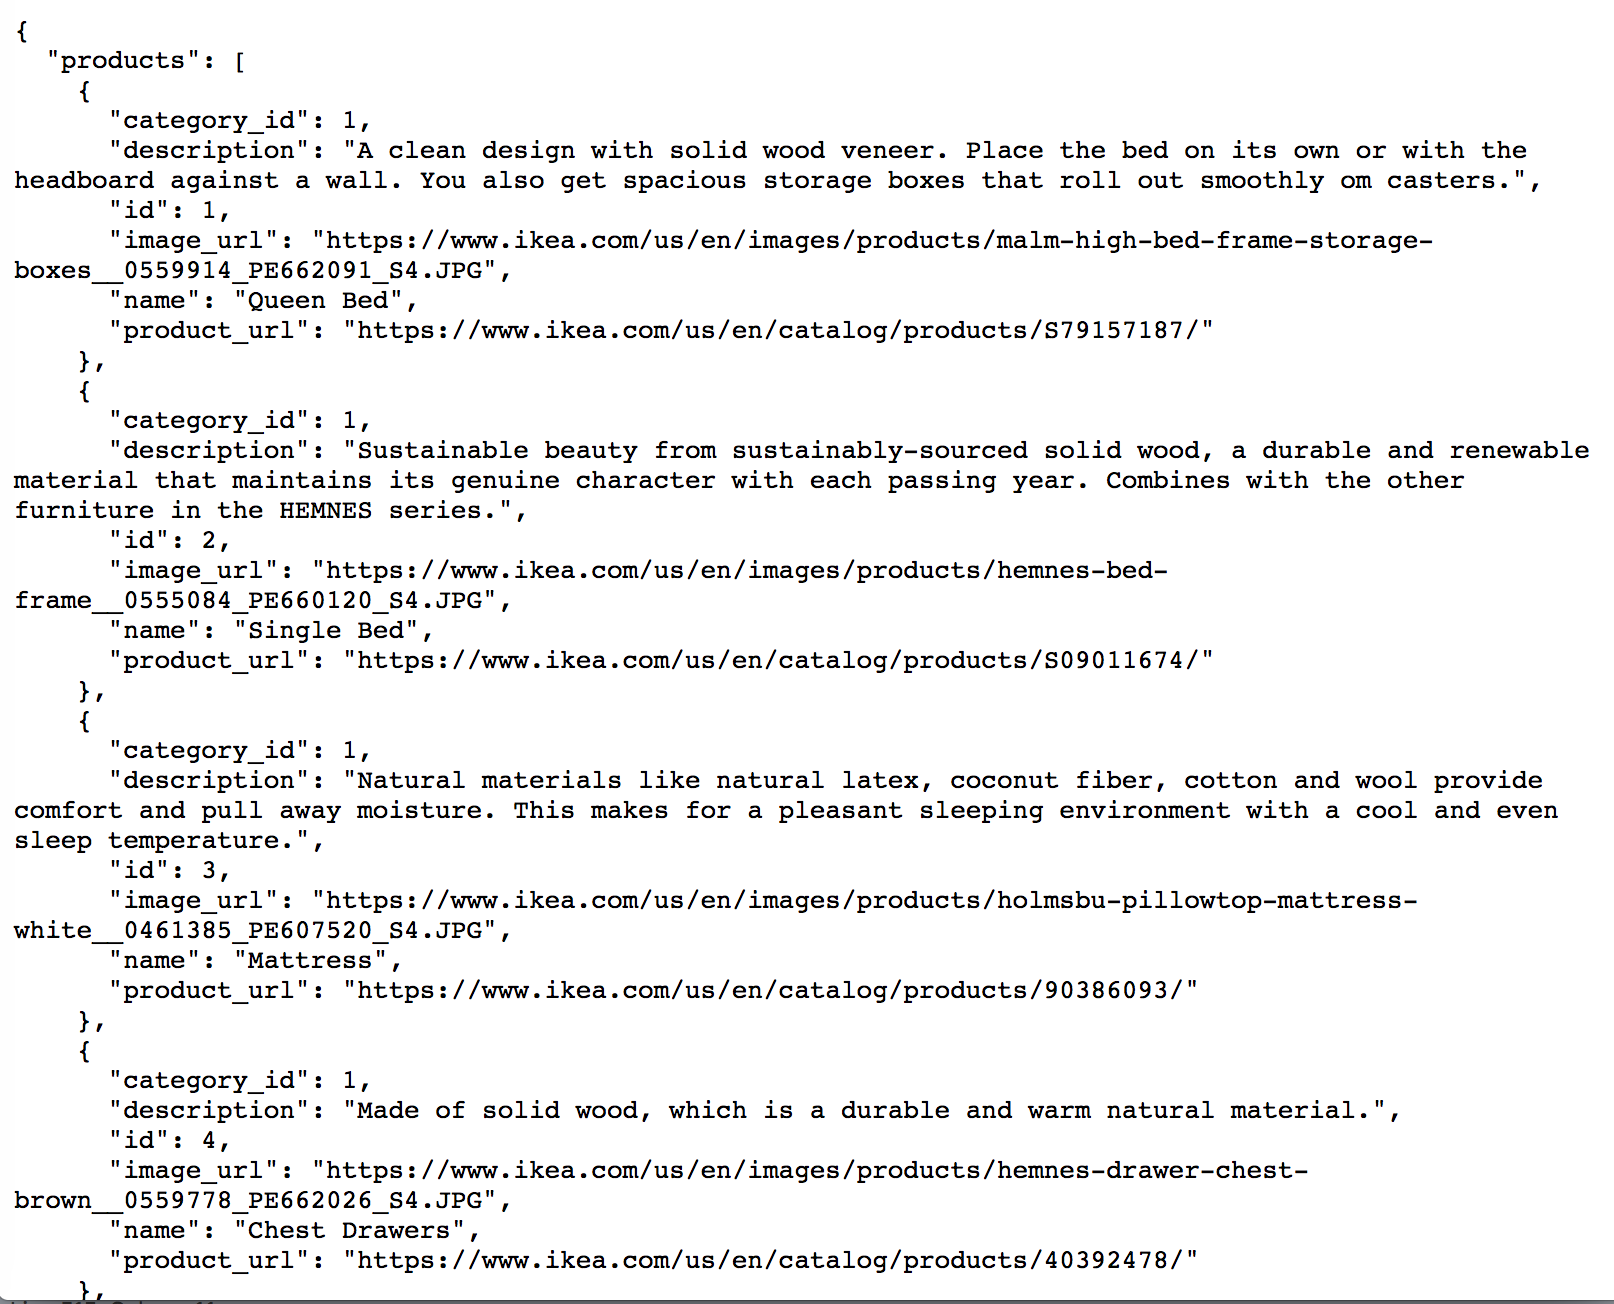 {
  "products": [
    {
      "category_id": 1,
      "description": "A clean design with solid wood veneer. Place the bed on its own or with the
headboard against a wall. You also get spacious storage boxes that roll out smoothly om casters.",
      "id": 1,
      "image_url": "https://www.ikea.com/us/en/images/products/malm-high-bed-frame-storage-
boxes__0559914_PE662091_S4.JPG",
      "name": "Queen Bed",
      "product_url": "https://www.ikea.com/us/en/catalog/products/S79157187/"
    },
    {
      "category_id": 1,
      "description": "Sustainable beauty from sustainably-sourced solid wood, a durable and renewable
material that maintains its genuine character with each passing year. Combines with the other
furniture in the HEMNES series.",
      "id": 2,
      "image_url": "https://www.ikea.com/us/en/images/products/hemnes-bed-
frame__0555084_PE660120_S4.JPG",
      "name": "Single Bed",
      "product_url": "https://www.ikea.com/us/en/catalog/products/S09011674/"
    },
    {
      "category_id": 1,
      "description": "Natural materials like natural latex, coconut fiber, cotton and wool provide
comfort and pull away moisture. This makes for a pleasant sleeping environment with a cool and even
sleep temperature.",
      "id": 3,
      "image_url": "https://www.ikea.com/us/en/images/products/holmsbu-pillowtop-mattress-
white__0461385_PE607520_S4.JPG",
      "name": "Mattress",
      "product_url": "https://www.ikea.com/us/en/catalog/products/90386093/"
    },
    {
      "category_id": 1,
      "description": "Made of solid wood, which is a durable and warm natural material.",
      "id": 4,
      "image_url": "https://www.ikea.com/us/en/images/products/hemnes-drawer-chest-
brown__0559778_PE662026_S4.JPG",
      "name": "Chest Drawers",
      "product_url": "https://www.ikea.com/us/en/catalog/products/40392478/"
    },